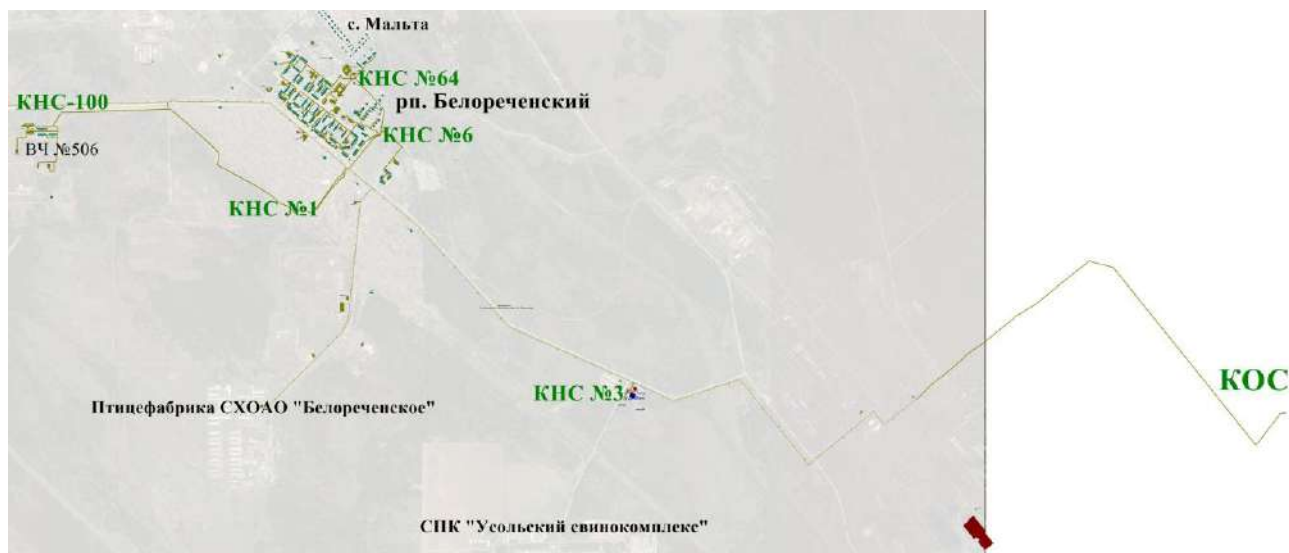 с. Мальта
КНС №64
КНС-100
рп. Белореченский
КНС №6
ВЧ №506
КНС №1
КОС
КНС №3
Птицефабрика СХОАО "Белореченское"
СПК "Усольский свинокомплекс"